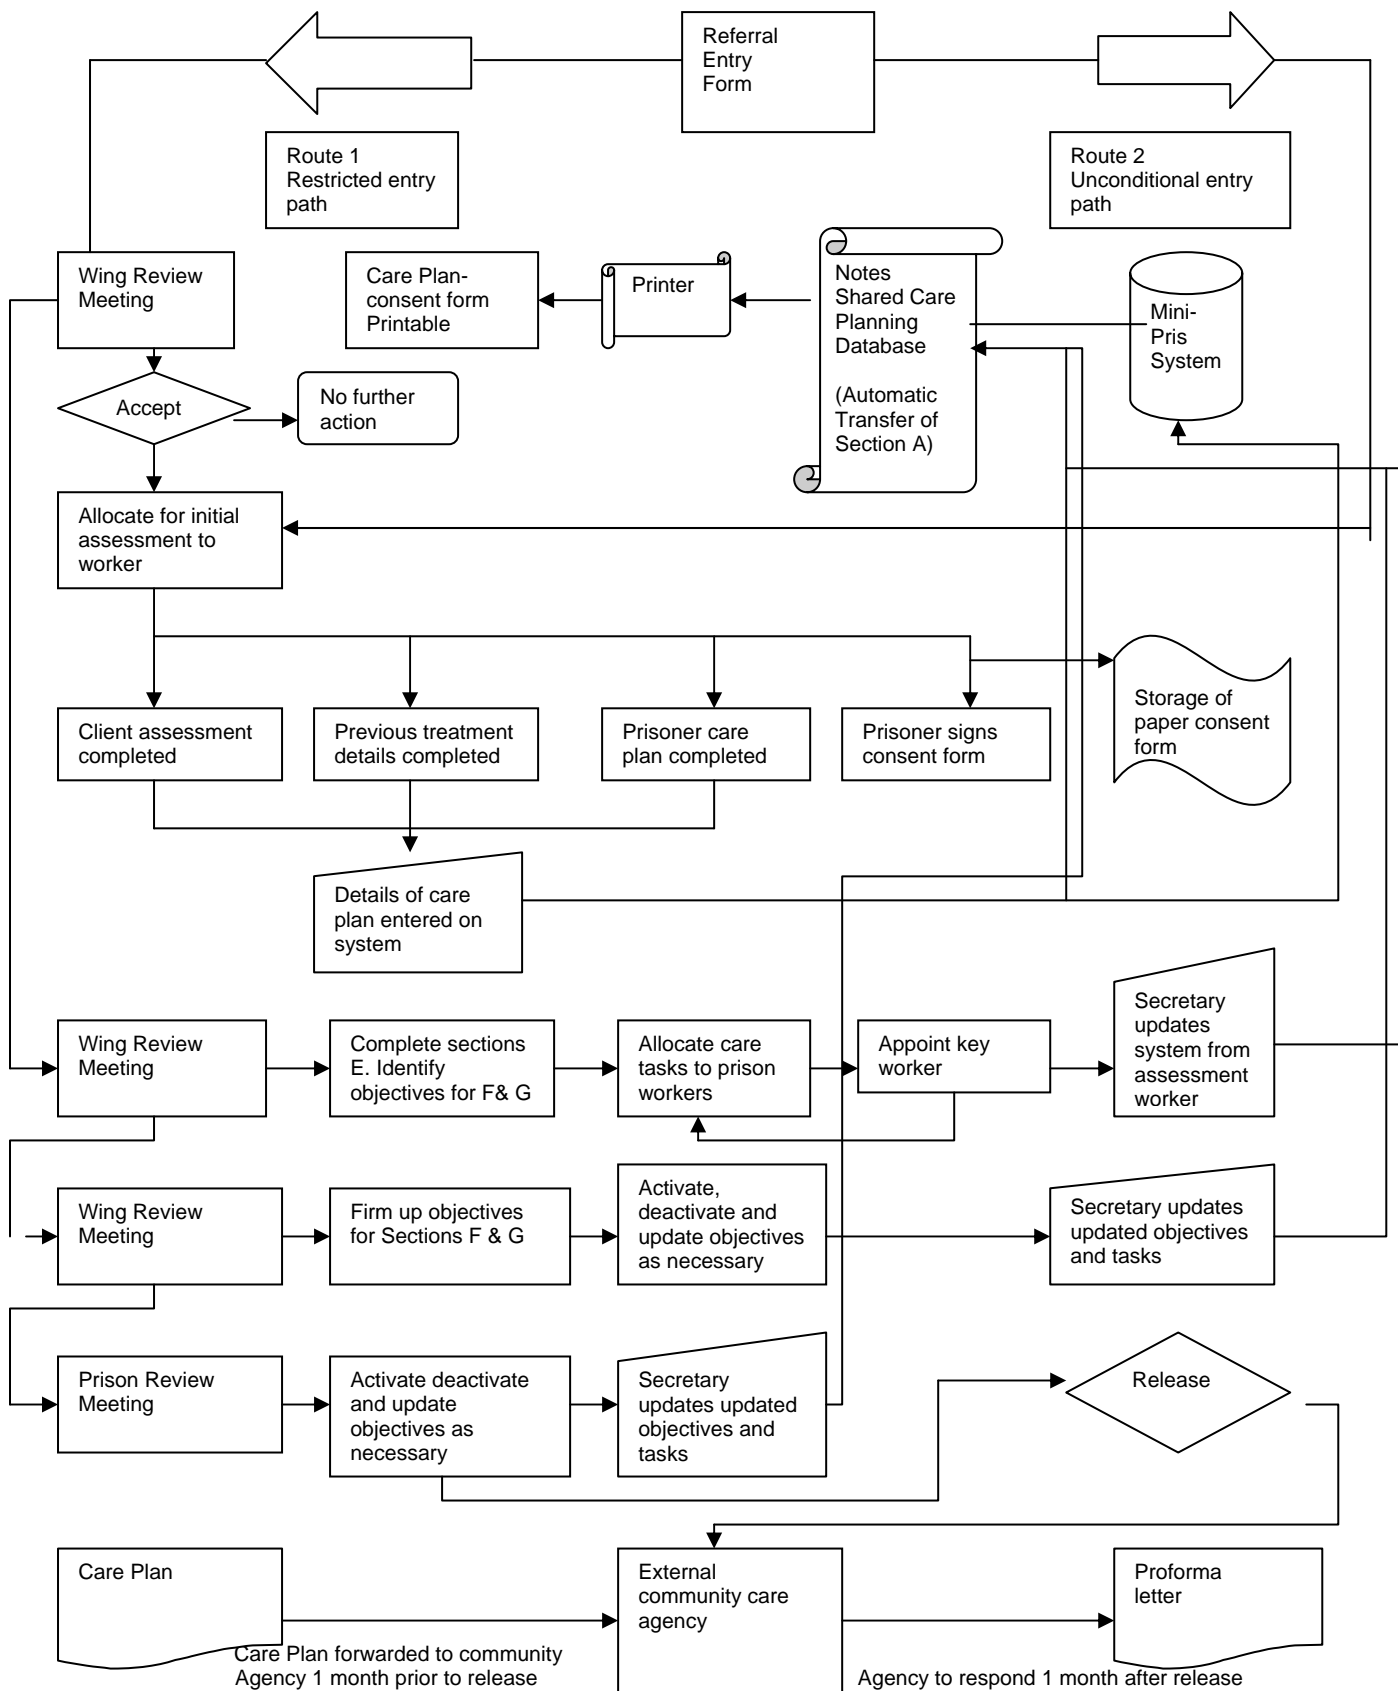 Referral
Entry
Form
Route 1
Restricted entry
path
Route 2
Unconditional entry
path
Wing Review
Meeting
Care Plan-
consent form
Printable
Printer
Notes
Shared Care
Planning
Database
(Automatic
Transfer of
Section A)
Mini-
Pris
System
Accept
No further
action
Allocate for initial
assessment to
worker
Client assessment
completed
Previous treatment
details completed
Prisoner care
plan completed
Prisoner signs
consent form
Storage of
paper consent
form
Details of care
plan entered on
system
Wing Review
Meeting
Complete sections
E. Identify
objectives for F& G
Allocate care
tasks to prison
workers
Appoint key
worker
Secretary
updates
system from
assessment
worker
Wing Review
Meeting
Firm up objectives
for Sections F & G
Activate,
deactivate and
update objectives
as necessary
Secretary updates
updated objectives
and tasks
Prison Review
Meeting
Activate deactivate
and update
objectives as
necessary
Secretary
updates updated
objectives and
tasks
Release
Care Plan
External
community care
agency
Proforma
letter
Care Plan forwarded to community
Agency 1 month prior to release
Agency to respond 1 month after release